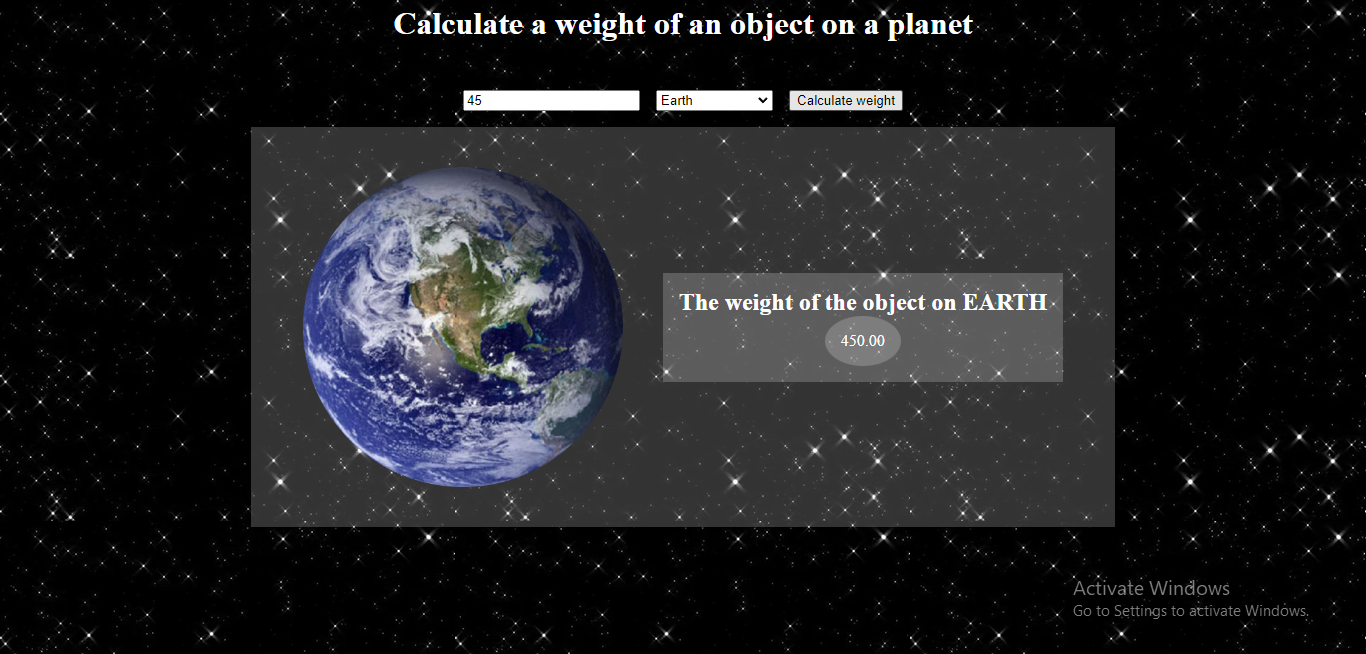 Calculate a weight of an object on a planet
45 Earth Calculate weight
The weight of the object on EARTH
450.00
Activate Windows
Go to Settings to activate Windows.